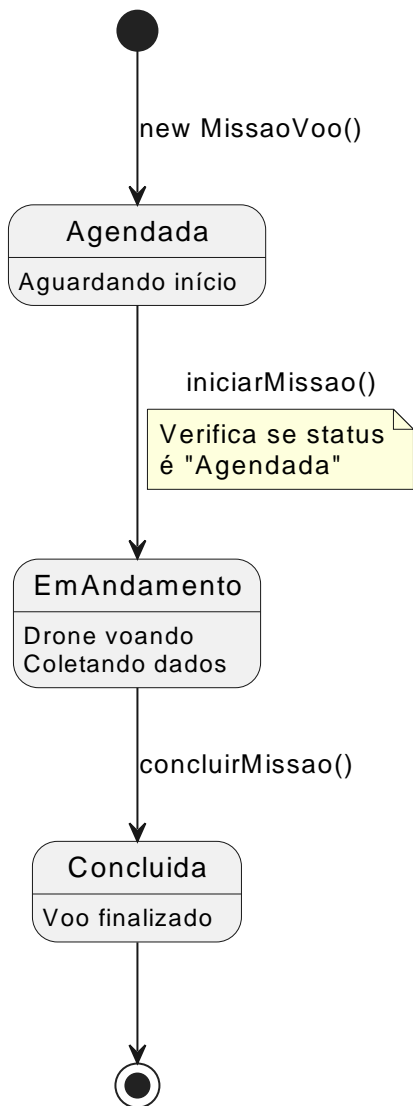 new MissaoVoo()
Agendada
Aguardando início
iniciarMissao()
Verifica se status
é "Agendada"
EmAndamento
Drone voando
Coletando dados
concluirMissao()
Concluida
Voo finalizado